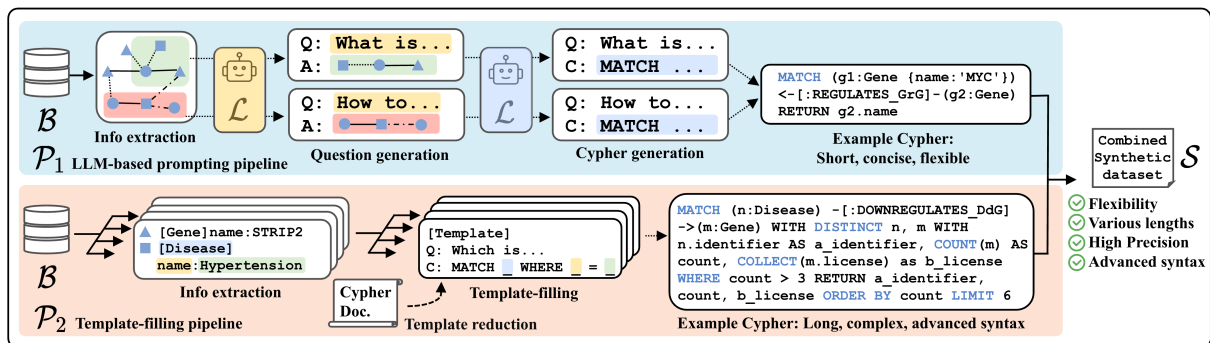 B
Info extraction
P1 LLM-based prompting pipeline
L
Q: What is...
A:
Q: How to...
A:
Question generation
L
Q: What is...
C: MATCH ...
Q: How to...
C: MATCH ...
Cypher generation
MATCH (g1:Gene {name:'MYC'})
<-[:REGULATES_GrG]-(g2:Gene)
RETURN g2.name
Example Cypher:
Short, concise, flexible
B
P2 Template-filling pipeline
[Gene]name:STRIP2
[Disease]
name:Hypertension
Info extraction
Cypher
Doc.
[Template]
Q: Which is...
C: MATCH _ WHERE _ = _
Template-filling
Template reduction
MATCH (n:Disease) -[:DOWNREGULATES_DdG]
->(m:Gene) WITH DISTINCT n, m WITH
n.identifier AS a_identifier, COUNT(m) AS
count, COLLECT(m.license) as b_license
WHERE count > 3 RETURN a_identifier,
count, b_license ORDER BY count LIMIT 6
Example Cypher: Long, complex, advanced syntax
Combined
Synthetic
dataset
S
Flexibility
Various lengths
High Precision
Advanced syntax